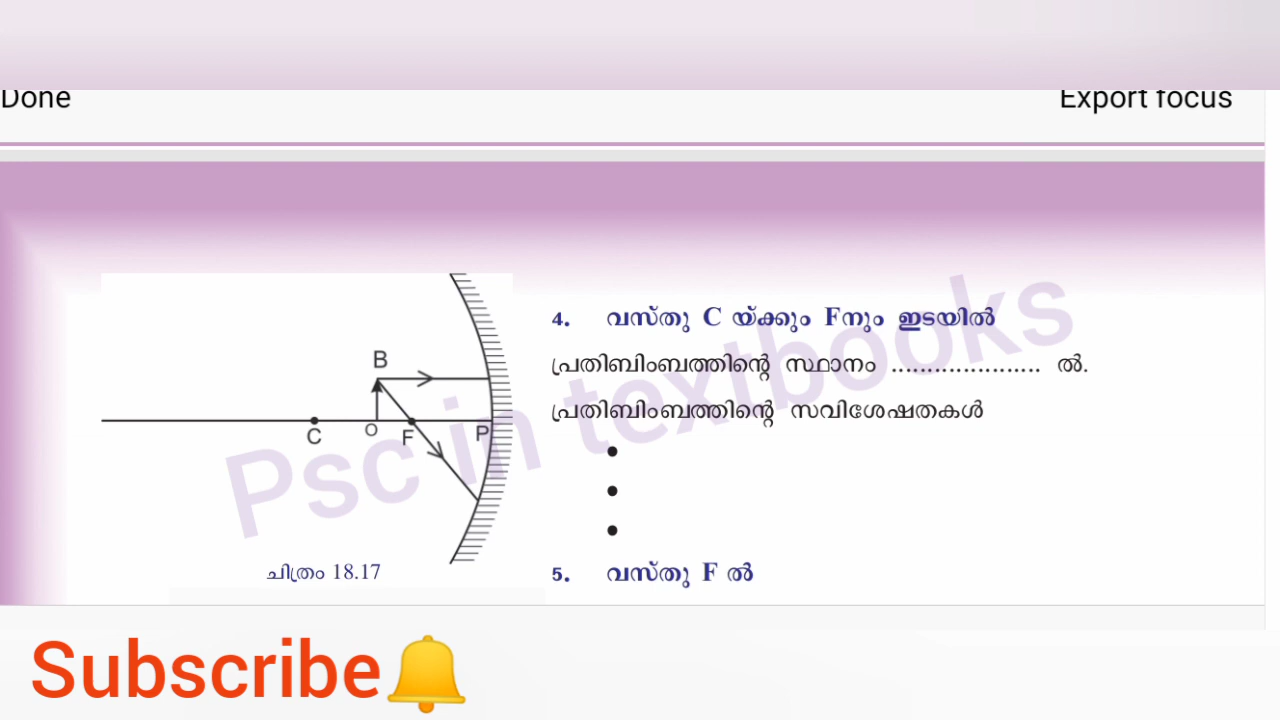 Done
Export focus
4. വസ്തു C യ്ക്കും Fനും ഇടയിൽ
പ്രതിബിംബത്തിന്റെ സ്ഥാനം ..................... ൽ.
പ്രതിബിംബത്തിന്റെ സവിശേഷതകൾ
•
•
•
B
C
O
F
P
ചിത്രം 18.17
5. വസ്തു F ൽ
Psc in textbooks
Subscribe